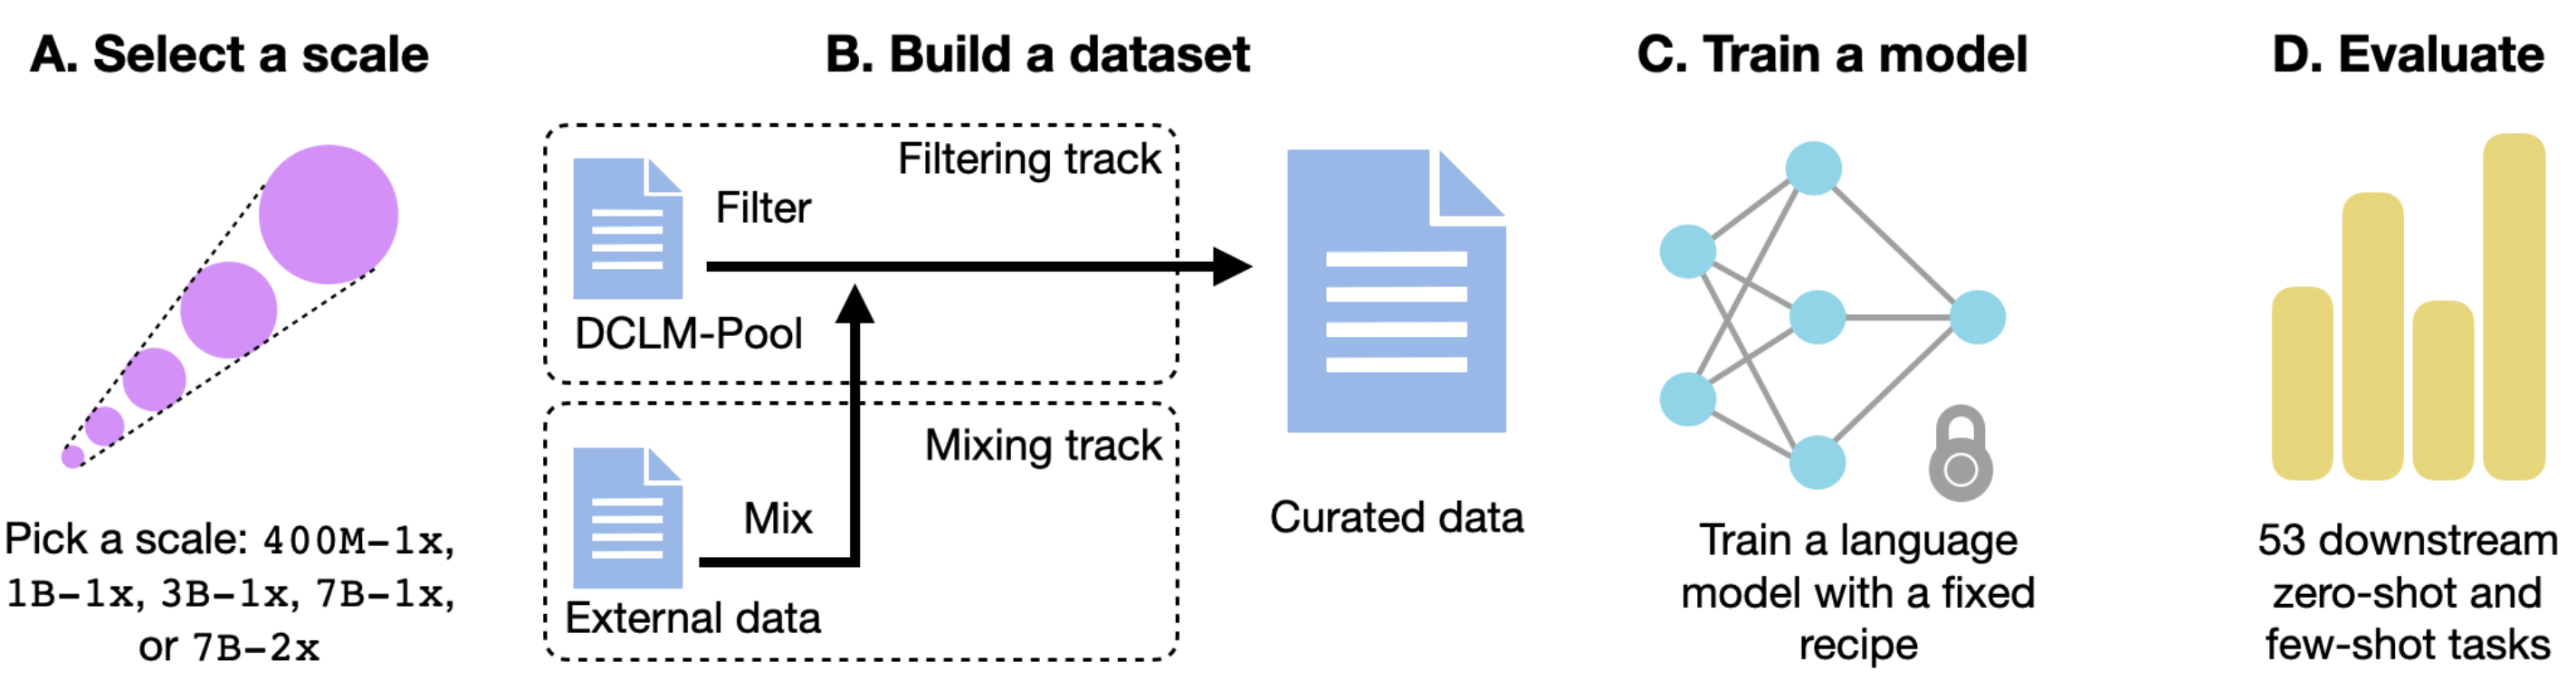 A. Select a scale
Pick a scale: 400M-1x,
1B-1x, 3B-1x, 7B-1x,
or 7B-2x
B. Build a dataset
Filtering track
Filter
DCLM-Pool
Mixing track
Mix
External data
Curated data
C. Train a model
Train a language
model with a fixed
recipe
D. Evaluate
53 downstream
zero-shot and
few-shot tasks